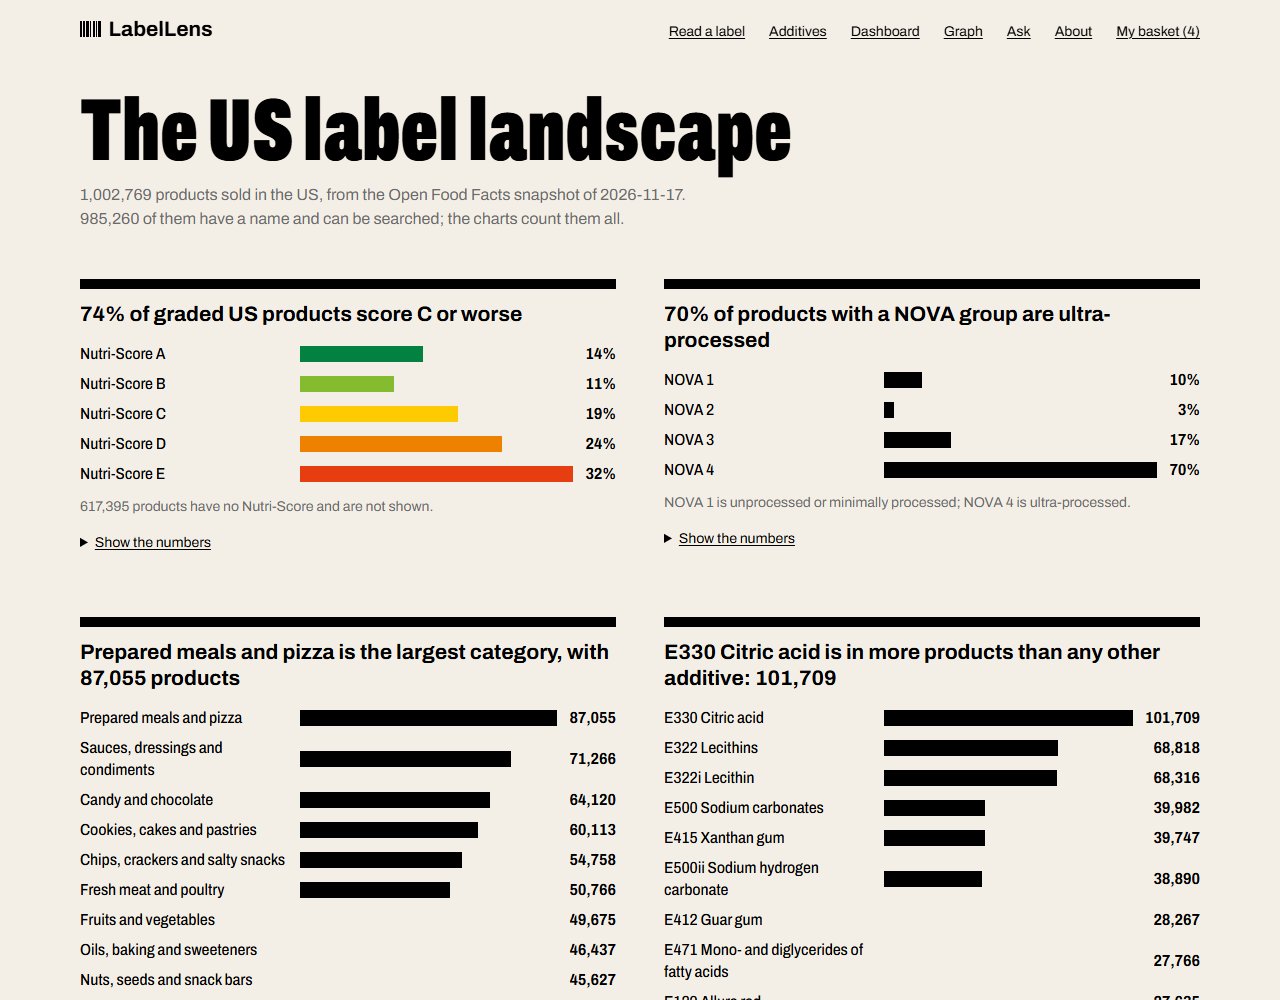 LabelLens
Read a label Additives Dashboard Graph Ask About My basket (4)
The US label landscape
1,002,769 products sold in the US, from the Open Food Facts snapshot of 2026-11-17.
985,260 of them have a name and can be searched; the charts count them all.
74% of graded US products score C or worse
Nutri-Score A 14%
Nutri-Score B 11%
Nutri-Score C 19%
Nutri-Score D 24%
Nutri-Score E 32%
617,395 products have no Nutri-Score and are not shown.
Show the numbers
70% of products with a NOVA group are ultra-
processed
NOVA 1 10%
NOVA 2 3%
NOVA 3 17%
NOVA 4 70%
NOVA 1 is unprocessed or minimally processed; NOVA 4 is ultra-processed.
Show the numbers
Prepared meals and pizza is the largest category, with
87,055 products
Prepared meals and pizza 87,055
Sauces, dressings and
condiments 71,266
Candy and chocolate 64,120
Cookies, cakes and pastries 60,113
Chips, crackers and salty snacks 54,758
Fresh meat and poultry 50,766
Fruits and vegetables 49,675
Oils, baking and sweeteners 46,437
Nuts, seeds and snack bars 45,627
E330 Citric acid is in more products than any other
additive: 101,709
E330 Citric acid 101,709
E322 Lecithins 68,818
E322i Lecithin 68,316
E500 Sodium carbonates 39,982
E415 Xanthan gum 39,747
E500ii Sodium hydrogen
carbonate 38,890
E412 Guar gum 28,267
E471 Mono- and diglycerides of
fatty acids 27,766